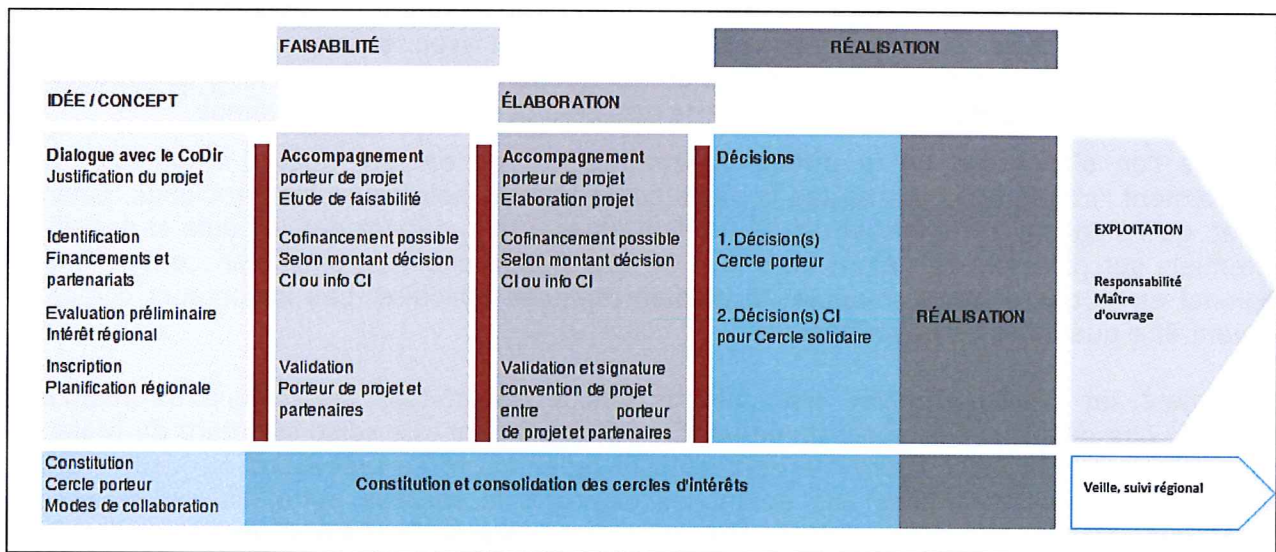 FAISABILITÉ
RÉALISATION
IDÉE / CONCEPT
ÉLABORATION
Dialogue avec le CoDir
Justification du projet
Identification
Financements et
partenariats
Evaluation préliminaire
Intérêt régional
Inscription
Planification régionale
Accompagnement
porteur de projet
Etude de faisabilité
Cofinancement possible
Selon montant décision
CI ou info CI
Validation
Porteur de projet et
partenaires
Accompagnement
porteur de projet
Elaboration projet
Cofinancement possible
Selon montant décision
CI ou info CI
Validation et signature
convention de projet
entre porteur
de projet et partenaires
Décisions
1. Décision(s)
Cercle porteur
2. Décision(s) CI
pour Cercle solidaire
RÉALISATION
EXPLOITATION
Responsabilité
Maître
d'ouvrage
Constitution
Cercle porteur
Modes de collaboration
Constitution et consolidation des cercles d'intérêts
Veille, suivi régional